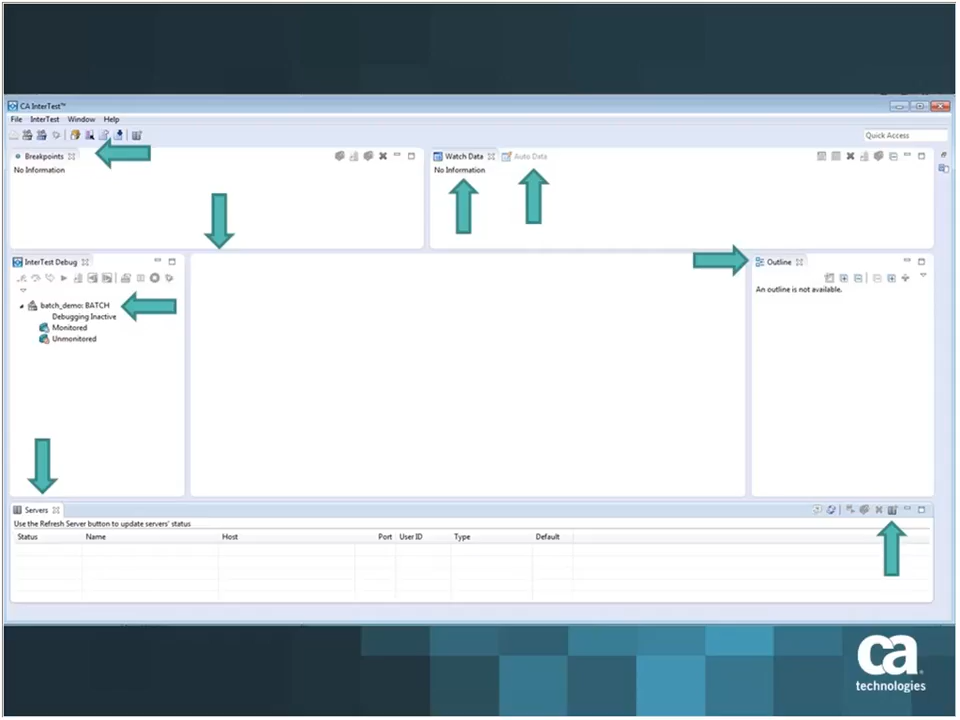 CA InterTest™
File InterTest Window Help
Quick Access
Breakpoints
No Information
Watch Data Auto Data
No Information
InterTest Debug
batch_demo: BATCH
Debugging Inactive
Monitored
Unmonitored
Outline
An outline is not available.
Servers
Use the Refresh Server button to update servers' status
Status Name Host Port User ID Type Default
ca
technologies